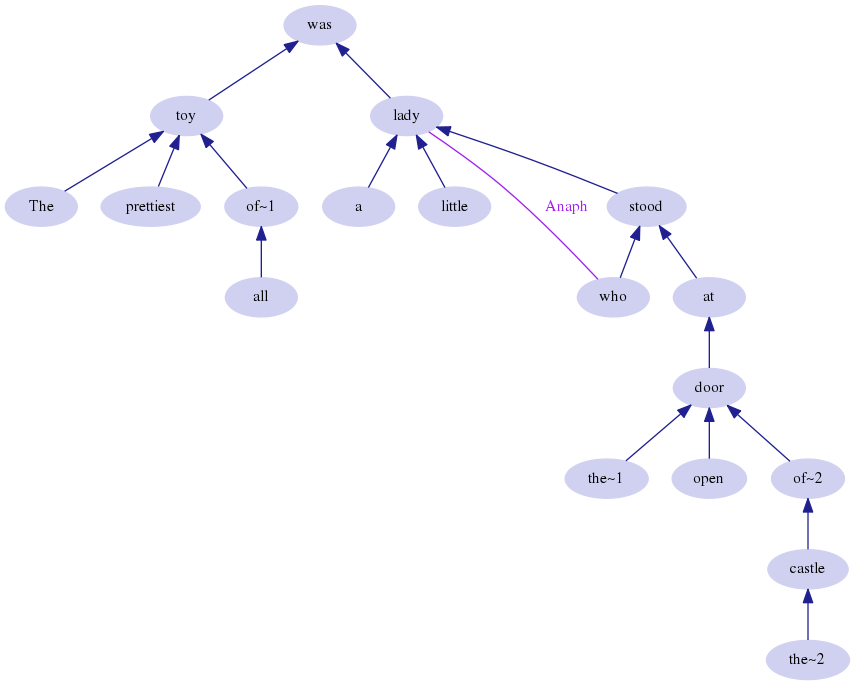 was
toy lady
The prettiest of~1 a little Anaph stood
all who at
door
the~1 open of~2
castle
the~2